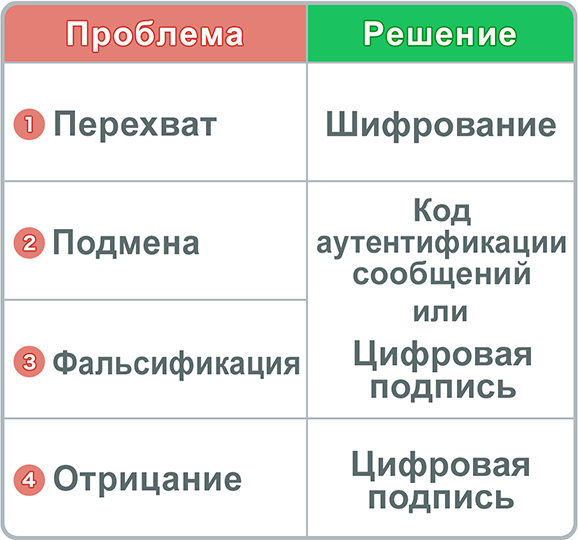 Проблема
Решение
1 Перехват
Шифрование
2 Подмена
Код
аутентификации
сообщений
или
Цифровая
подпись
3 Фальсификация
4 Отрицание
Цифровая
подпись